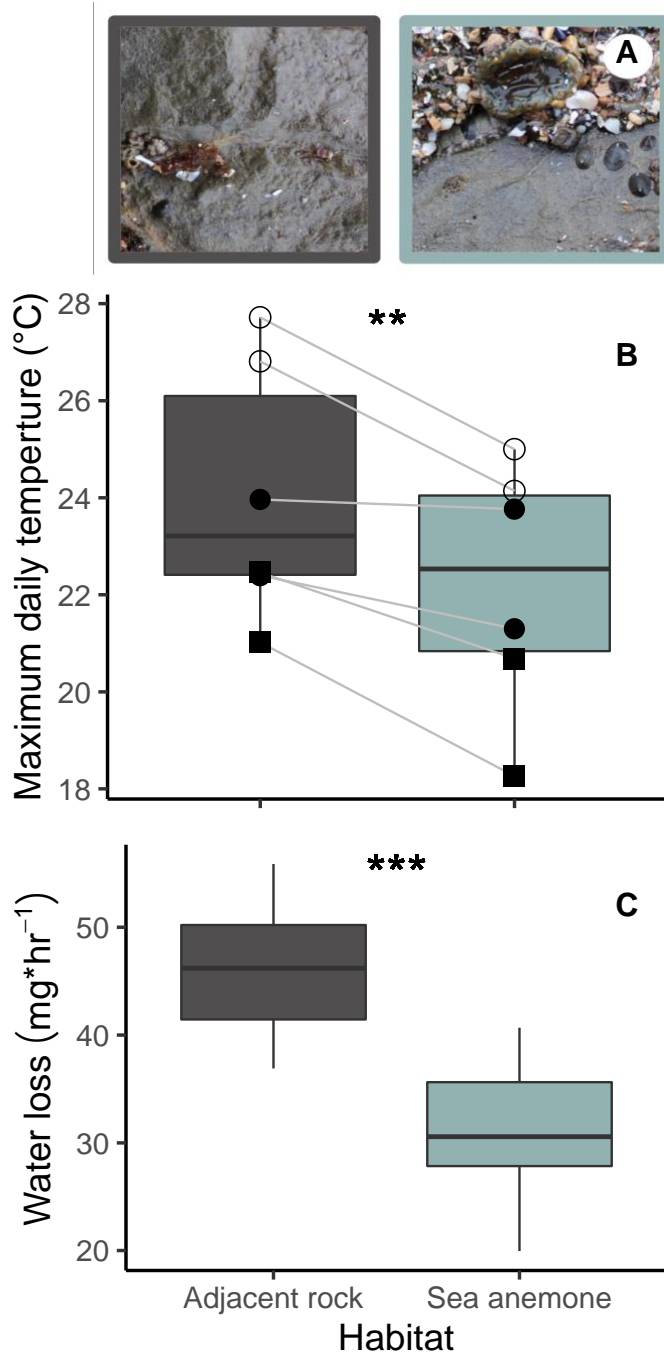 A
Maximum daily temperture (°C)
28
26
24
22
20
18
**
B
Water loss (mg*hr⁻¹)
50
40
30
20
***
C
Adjacent rock
Sea anemone
Habitat